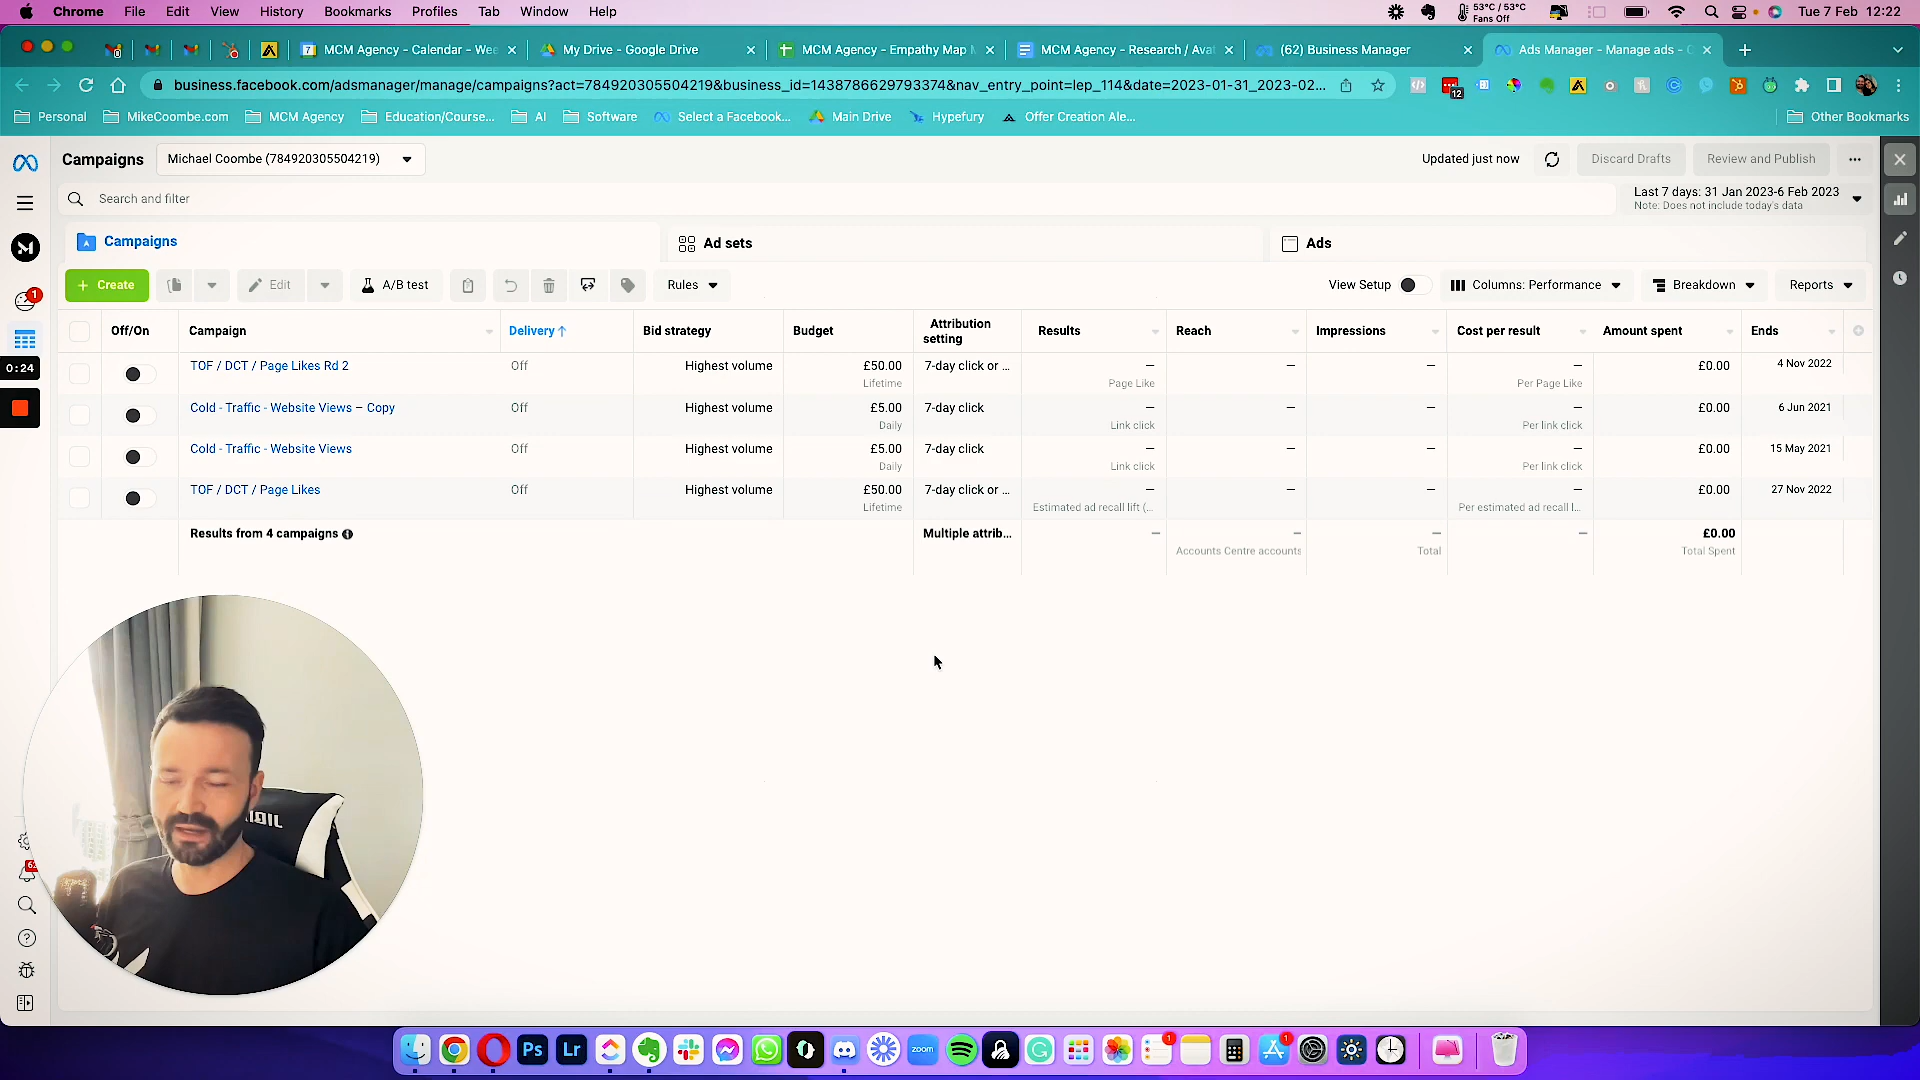 Chrome File Edit View History Bookmarks Profiles Tab Window Help
53°C / 53°C
Fans Off
Tue 7 Feb 12:22
MCM Agency - Calendar - Wee
My Drive - Google Drive
MCM Agency - Empathy Map M
MCM Agency - Research / Avat
(62) Business Manager
Ads Manager - Manage ads - C
business.facebook.com/adsmanager/manage/campaigns?act=784920305504219&business_id=1438786629793374&nav_entry_point=lep_114&date=2023-01-31_2023-02...
12
Personal MikeCoombe.com MCM Agency Education/Course... AI Software Select a Facebook... Main Drive Hypefury Offer Creation Ale... Other Bookmarks
Campaigns Michael Coombe (784920305504219) Updated just now Discard Drafts Review and Publish
Search and filter
Last 7 days: 31 Jan 2023-6 Feb 2023
Note: Does not include today's data
Campaigns Ad sets Ads
+ Create Edit A/B test Rules View Setup Columns: Performance Breakdown Reports
1
0:24
Off/On Campaign Delivery↑ Bid strategy Budget Attribution setting Results Reach Impressions Cost per result Amount spent Ends
TOF / DCT / Page Likes Rd 2 Off Highest volume £50.00 7-day click or ... — — — — £0.00 4 Nov 2022
Lifetime Page Like Per Page Like
Cold - Traffic - Website Views – Copy Off Highest volume £5.00 7-day click — — — — £0.00 6 Jun 2021
Daily Link click Per link click
Cold - Traffic - Website Views Off Highest volume £5.00 7-day click — — — — £0.00 15 May 2021
Daily Link click Per link click
TOF / DCT / Page Likes Off Highest volume £50.00 7-day click or ... — — — — £0.00 27 Nov 2022
Lifetime Estimated ad recall lift (... Per estimated ad recall l...
Results from 4 campaigns Multiple attrib... — — — — £0.00
Accounts Centre accounts Total Total Spent
Ps Lr zoom 1 1